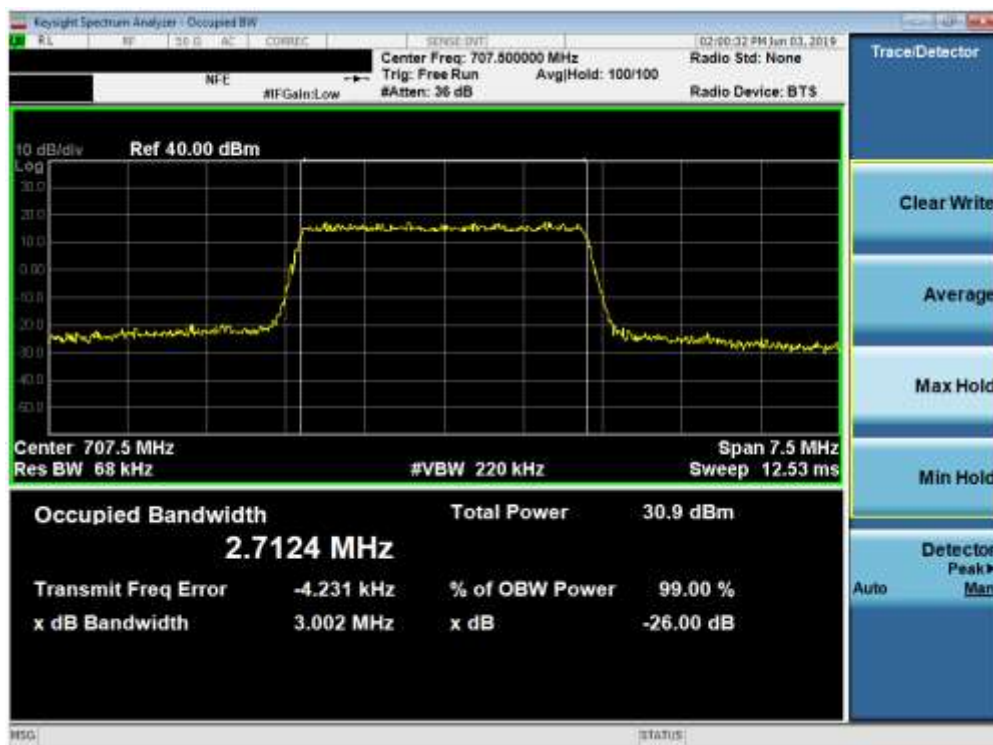 Keysight Spectrum Analyzer - Occupied BW
RL RF 50 Ω AC CORREC SENSE:INT 02:00:32 PM Jun 03, 2019
Center Freq: 707.500000 MHz Radio Std: None
NFE Trig: Free Run Avg|Hold: 100/100
#IFGain:Low #Atten: 36 dB Radio Device: BTS
Trace/Detector
10 dB/div Ref 40.00 dBm
Log
30.0
20.0
10.0
0.00
-10.0
-20.0
-30.0
-40.0
-50.0
Center 707.5 MHz Span 7.5 MHz
Res BW 68 kHz #VBW 220 kHz Sweep 12.53 ms
Occupied Bandwidth Total Power 30.9 dBm
2.7124 MHz
Transmit Freq Error -4.231 kHz % of OBW Power 99.00 %
x dB Bandwidth 3.002 MHz x dB -26.00 dB
Clear Write
Average
Max Hold
Min Hold
Detector
Peak
Auto Man
MSG STATUS